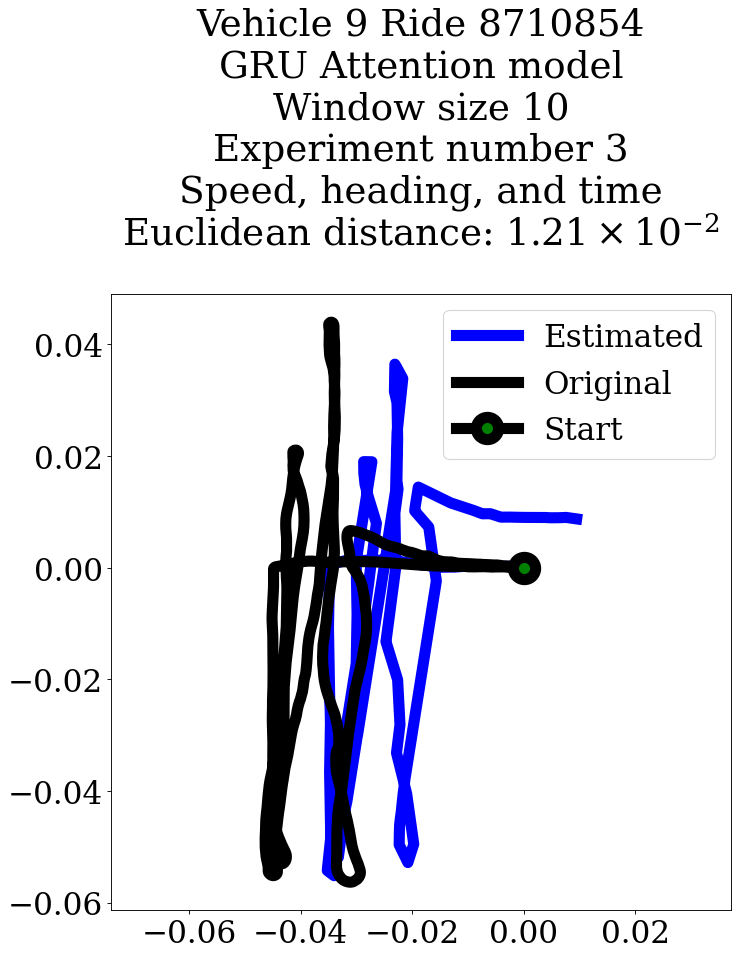 Vehicle 9 Ride 8710854
GRU Attention model
Window size 10
Experiment number 3
Speed, heading, and time
Euclidean distance: 1.21 × 10⁻²
Estimated
Original
Start
0.04
0.02
0.00
−0.02
−0.04
−0.06
−0.06 −0.04 −0.02 0.00 0.02